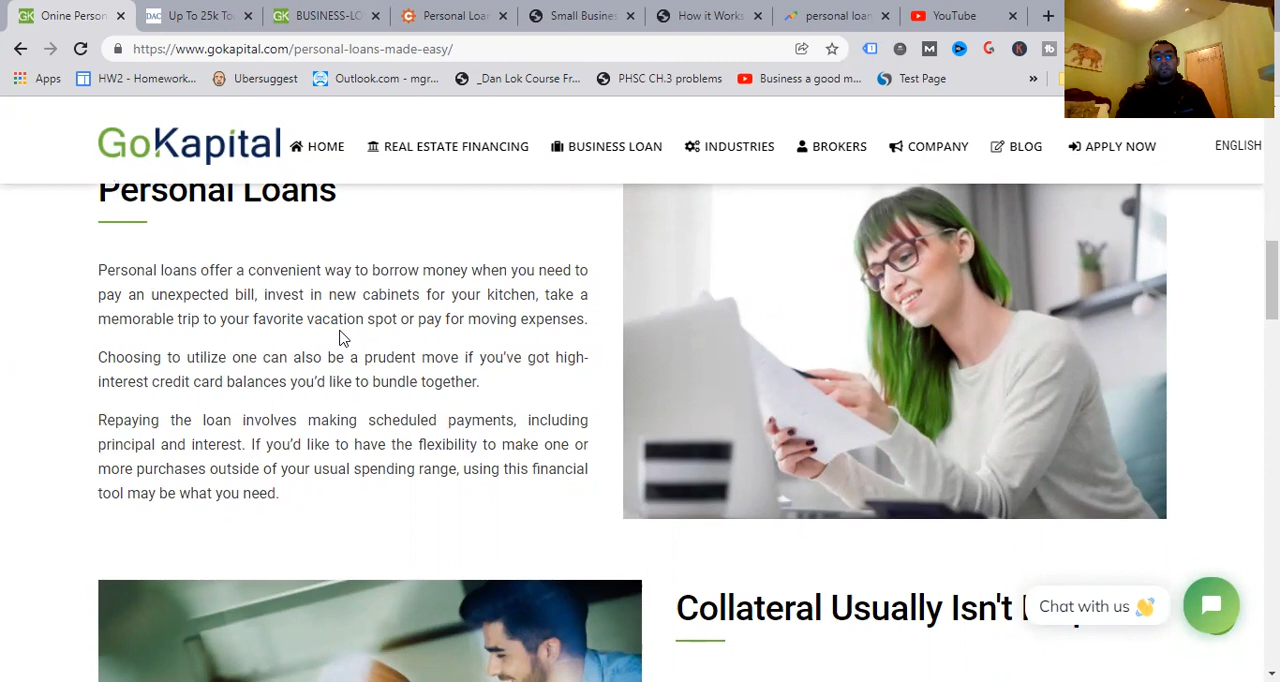 GK Onine Person
DAC Up To 25k To
GK BUSINESS-LO
Personal Loa
Small Busines
How it Works
personal loan
YouTube
https://www.gokapital.com/personal-loans-made-easy/
Apps
HW2 - Homework...
Ubersuggest
Outlook.com - mgr...
_Dan Lok Course Fr...
PHSC CH.3 problems
Business a good m...
Test Page
»
GoKapital
HOME
REAL ESTATE FINANCING
BUSINESS LOAN
INDUSTRIES
BROKERS
COMPANY
BLOG
APPLY NOW
ENGLISH
Personal Loans
Personal loans offer a convenient way to borrow money when you need to
pay an unexpected bill, invest in new cabinets for your kitchen, take a
memorable trip to your favorite vacation spot or pay for moving expenses.
Choosing to utilize one can also be a prudent move if you've got high-
interest credit card balances you'd like to bundle together.
Repaying the loan involves making scheduled payments, including
principal and interest. If you'd like to have the flexibility to make one or
more purchases outside of your usual spending range, using this financial
tool may be what you need.
Collateral Usually Isn't
Chat with us 👋